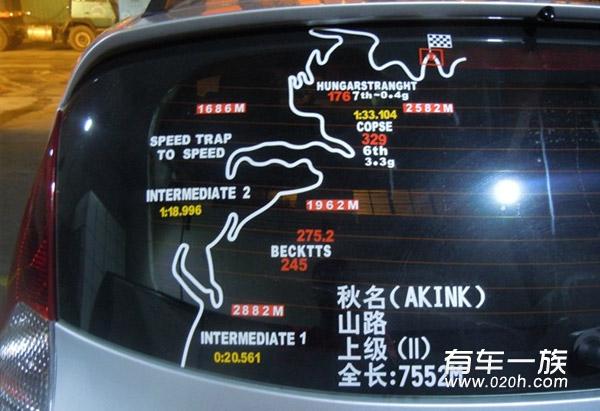 HUNGARSTRANGHT
176 7th-0.4g
1686M
2582M
1:33.104
COPSE
329
6th
3.3g
SPEED TRAP
TO SPEED
INTERMEDIATE 2
1:18.996
1962M
275.2
BECKTTS
245
2882M
INTERMEDIATE 1
0:20.561
秋名(AKINK)
山路
上级(II)
全长:7552M
有车一族
www.020h.com